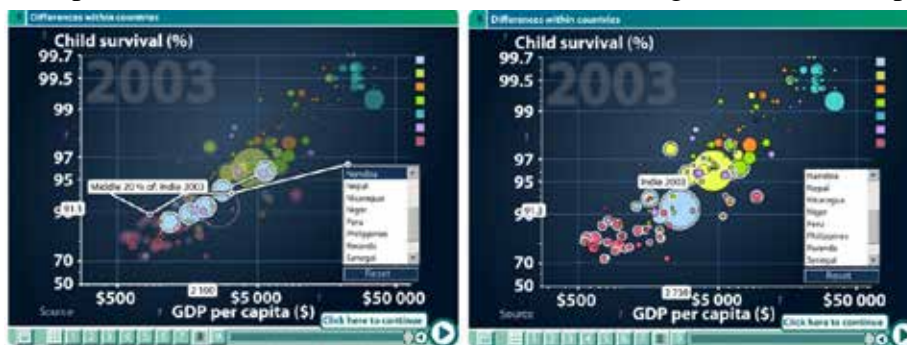 Differences within countries
Child survival (%)
2003
99.7
99.5
99
97
95
Middle 20% of: India 2003
91.1
70
50
Namibia
Nepal
Nicaragua
Niger
Peru
Philippines
Rwanda
Senegal
Reset
2 100
$500
$5 000
$50 000
Source
GDP per capita ($)
Click here to continue
Differences within countries
Child survival (%)
2003
99.7
99.5
99
97
95
India 2003
70
50
Namibia
Nepal
Nicaragua
Niger
Peru
Philippines
Rwanda
Senegal
Reset
$500
$5 000
$50 000
Source
GDP per capita ($)
Click here to continue